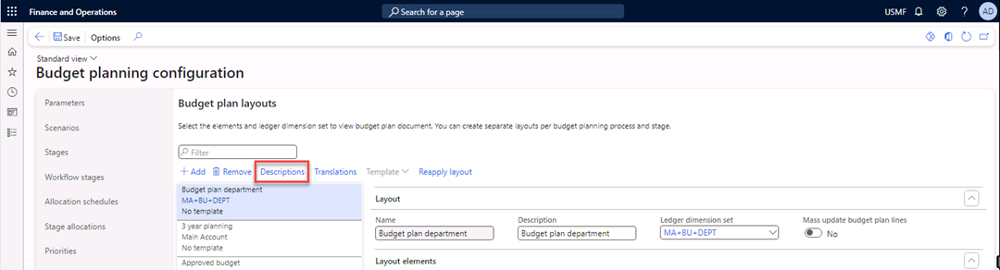 Finance and Operations
Search for a page
USMF
?
AD
Save
Options
Standard view
Budget planning configuration
Parameters
Scenarios
Stages
Workflow stages
Allocation schedules
Stage allocations
Priorities
Budget plan layouts
Select the elements and ledger dimension set to view budget plan document. You can create separate layouts per budget planning process and stage.
Filter
+ Add Remove Descriptions Translations Template Reapply layout
Budget plan department
MA+BU+DEPT
No template
3 year planning
Main Account
No template
Approved budget
Layout
Name
Budget plan department
Description
Budget plan department
Ledger dimension set
MA+BU+DEPT
Mass update budget plan lines
No
Layout elements